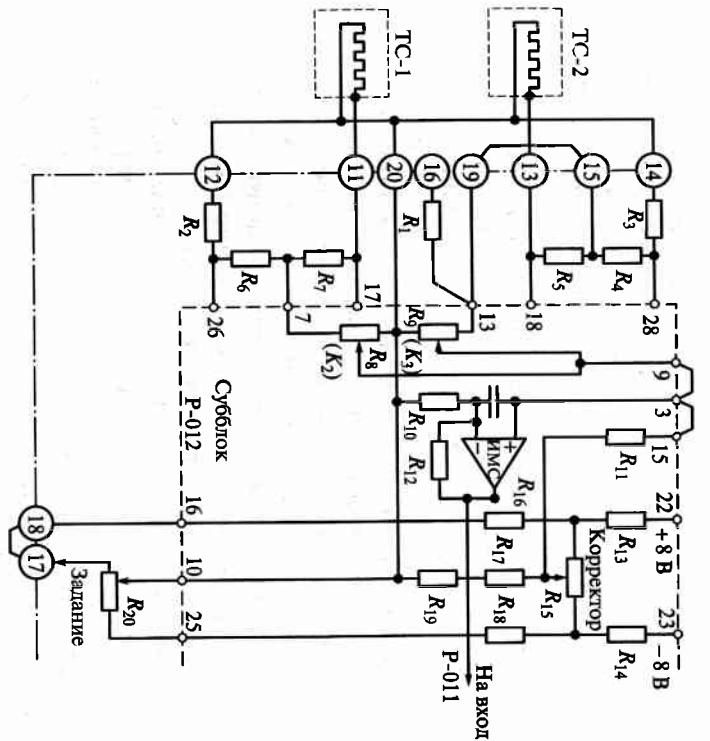 14
R₃
28
9
3
15
22
+8 В
23
−8 В
R₄
R₁₁
R₁₃
R₁₄
15
R₅
Корректор
ТС-2
13
18
R₁₅
19
13
+
ИМС
−
R₁₆
R₁₇
R₁₈
На вход
Р-011
16
R₁
R₉
(K₃)
R₁₀
R₁₂
R₁₉
20
11
17
R₈
(K₂)
ТС-1
R₇
7
R₆
12
R₂
26
Субблок
Р-012
16
10
25
R₂₀
Задание
18
17